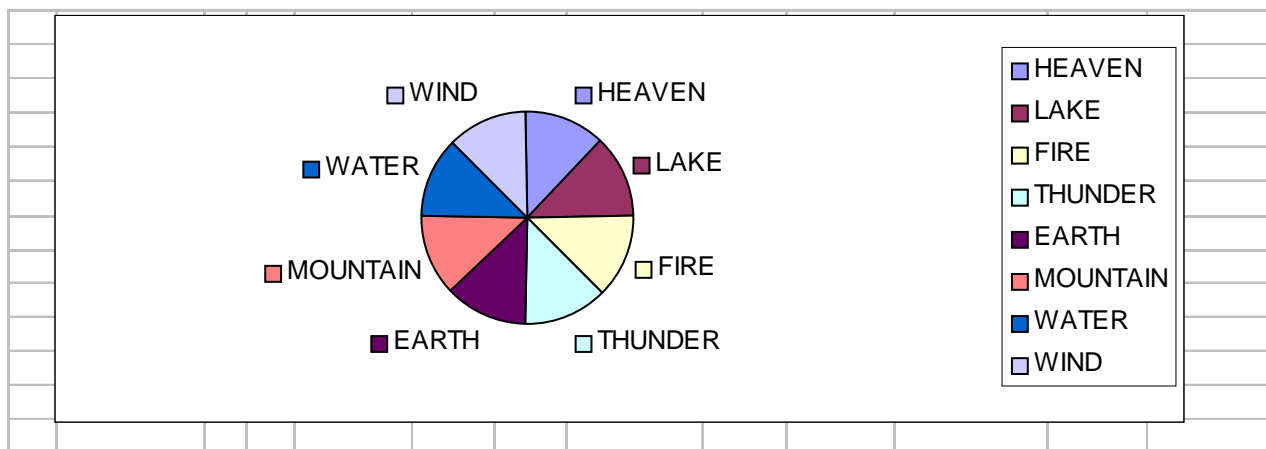 WIND
HEAVEN
WATER
LAKE
MOUNTAIN
FIRE
EARTH
THUNDER
HEAVEN
LAKE
FIRE
THUNDER
EARTH
MOUNTAIN
WATER
WIND